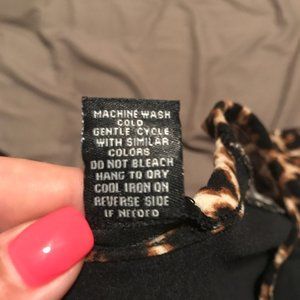 MACHINE WASH
COLD
GENTLE CYCLE
WITH SIMILAR
COLORS
DO NOT BLEACH
HANG TO DRY
COOL IRON ON
REVERSE SIDE
IF NEEDED